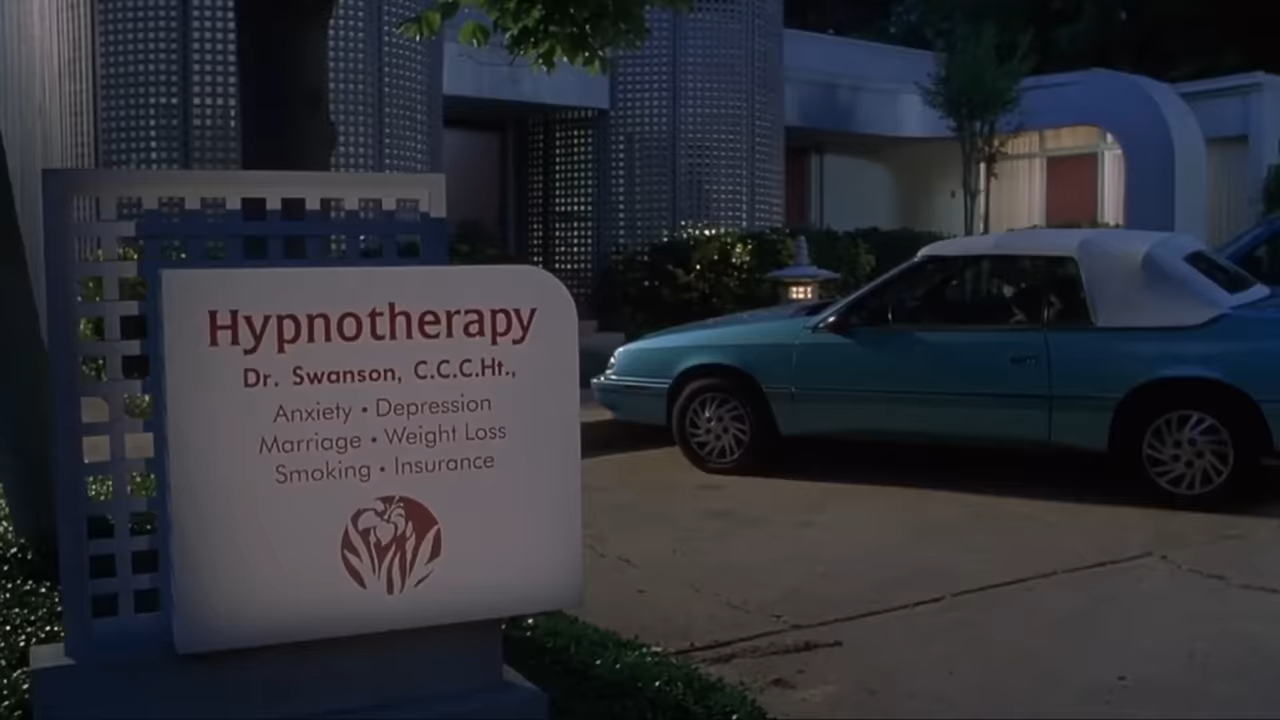 Hypnotherapy
Dr. Swanson, C.C.C.Ht.,
Anxiety • Depression
Marriage • Weight Loss
Smoking • Insurance